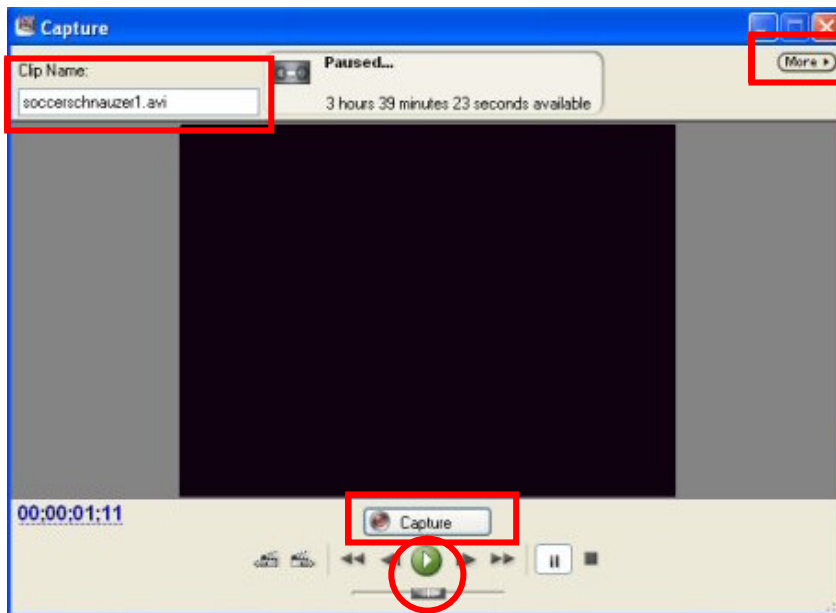 Capture
Clip Name:
Paused...
More
soccerschnauzer1.avi
3 hours 39 minutes 23 seconds available
00;00;01;11
Capture